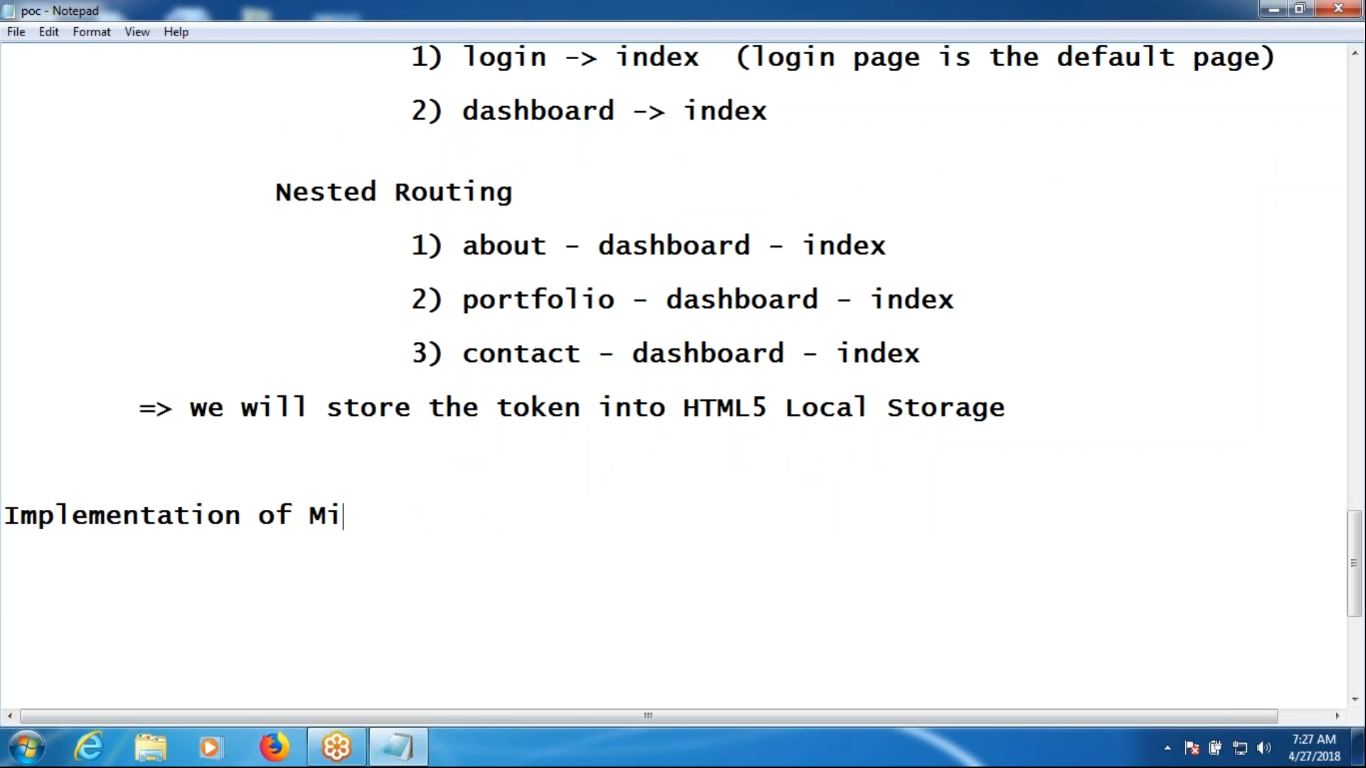 poc - Notepad
File Edit Format View Help
1) login -> index (login page is the default page)
2) dashboard -> index
Nested Routing
1) about - dashboard - index
2) portfolio - dashboard - index
3) contact - dashboard - index
=> we will store the token into HTML5 Local Storage
Implementation of Mi
7:27 AM
4/27/2018